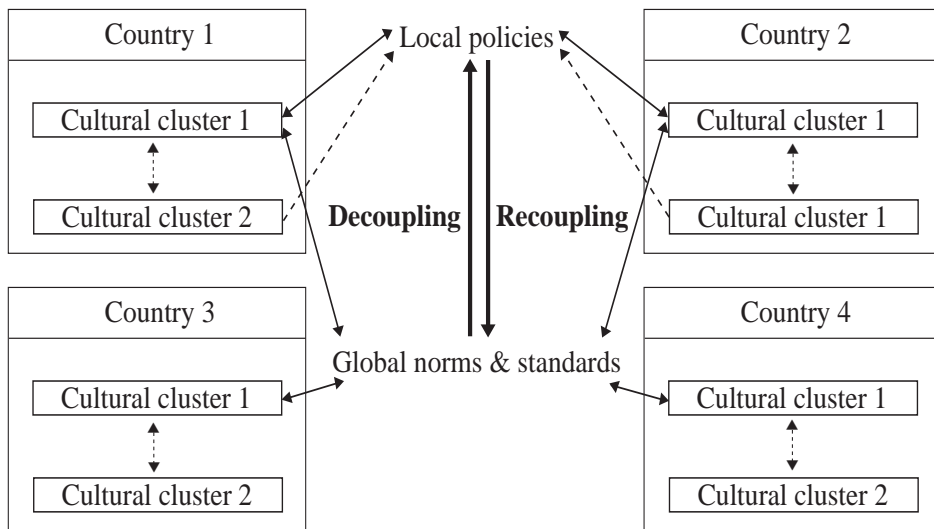 Country 1
Local policies
Country 2
Cultural cluster 1
Cultural cluster 1
Cultural cluster 2
Decoupling
Recoupling
Cultural cluster 1
Country 3
Country 4
Global norms & standards
Cultural cluster 1
Cultural cluster 1
Cultural cluster 2
Cultural cluster 2